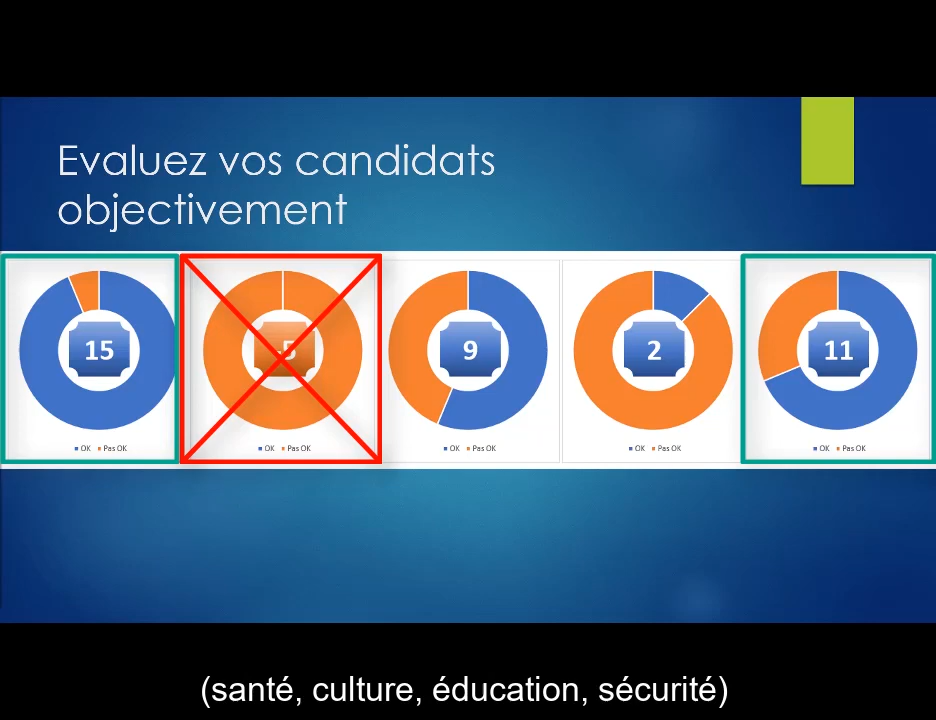 Evaluez vos candidats
objectivement
15
-5
9
2
11
OK Pas OK
OK Pas OK
OK Pas OK
OK Pas OK
OK Pas OK
(santé, culture, éducation, sécurité)